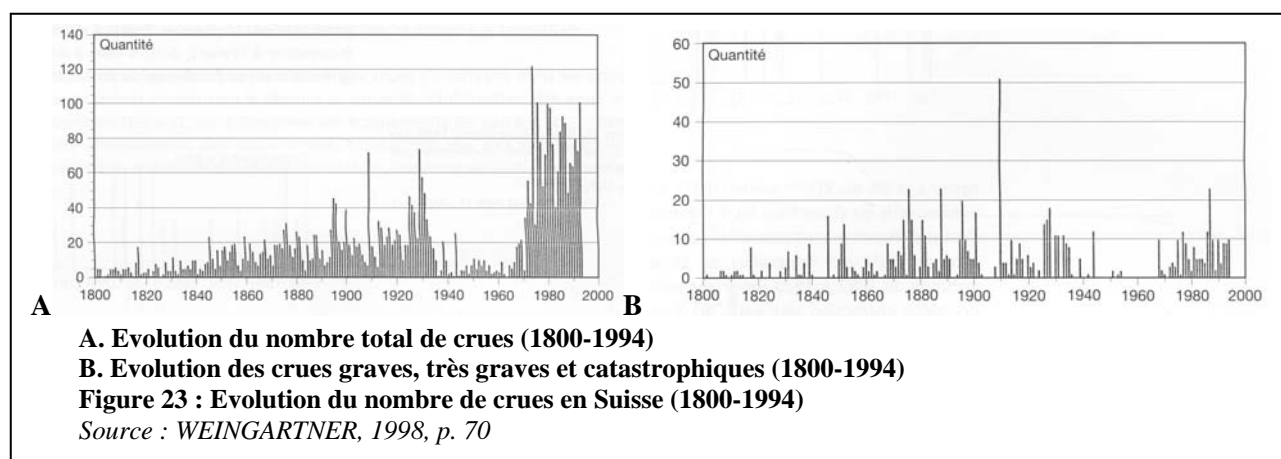 Quantité
140
120
100
80
60
40
20
0
1800 1820 1840 1860 1880 1900 1920 1940 1960 1980 2000
A
Quantité
60
50
40
30
20
10
0
1800 1820 1840 1860 1880 1900 1920 1940 1960 1980 2000
B
A. Evolution du nombre total de crues (1800-1994)
B. Evolution des crues graves, très graves et catastrophiques (1800-1994)
Figure 23 : Evolution du nombre de crues en Suisse (1800-1994)
Source : WEINGARTNER, 1998, p. 70